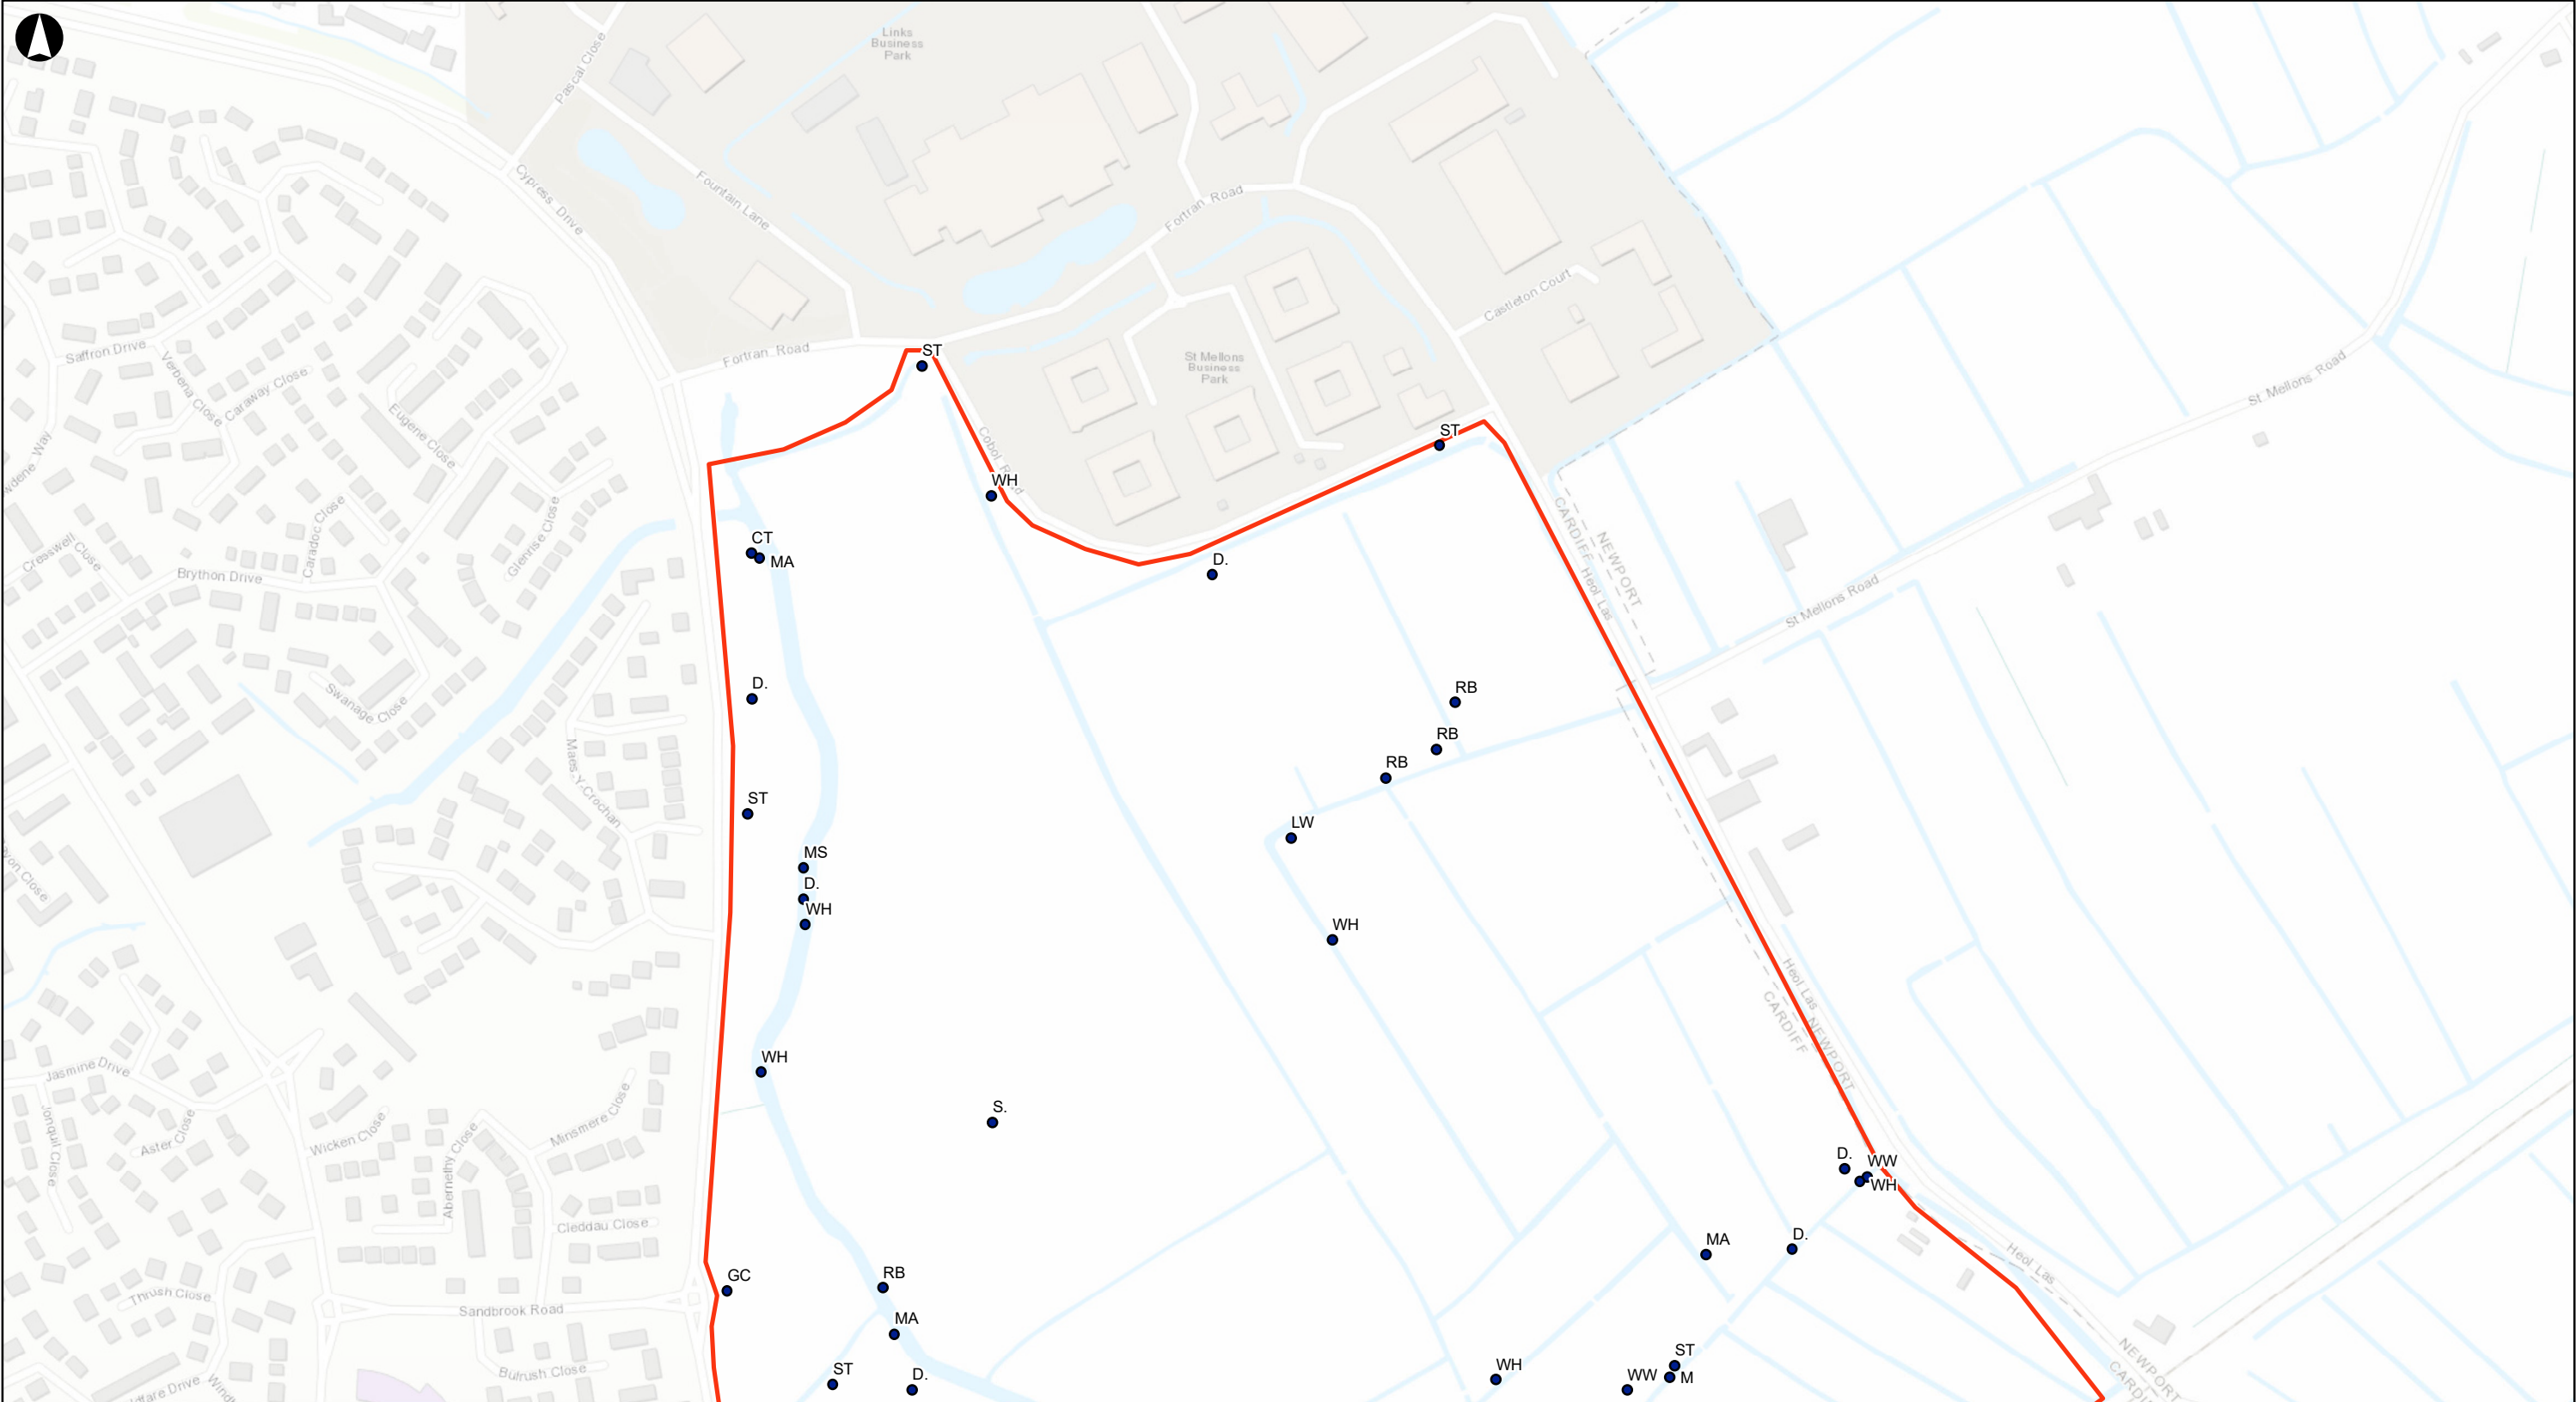 Links
Business
Park
Pascal Close
Cypress Drive
Fountain Lane
Fortran Road
Castleton Court
Fortran Road
ST
St Mellons
Business
Park
Saffron Drive
Verbena Close
Caraway Close
Eugene Close
St Mellons Road
ST
Cobol
WH
CT
MA
D.
Cresswell Close
Caradoc Close
Glenrise Close
Brython Drive
CARDIFF
NEWPORT
Heol Las
St Mellons Road
Swanage Close
D.
RB
RB
RB
Maes-Y-Crochan
ST
LW
MS
D.
WH
WH
Heol Las
NEWPORT
CARDIFF
WH
Jasmine Drive
Jonquil Close
Aster Close
Wicken Close
Abernethy Close
Minsmere Close
S.
D.
WW
WH
Cleddau Close
MA
D.
Heol Las
GC
RB
Thrush Close
Sandbrook Road
MA
ST
D.
Bulrush Close
WH
ST
WW
M
NEWPORT